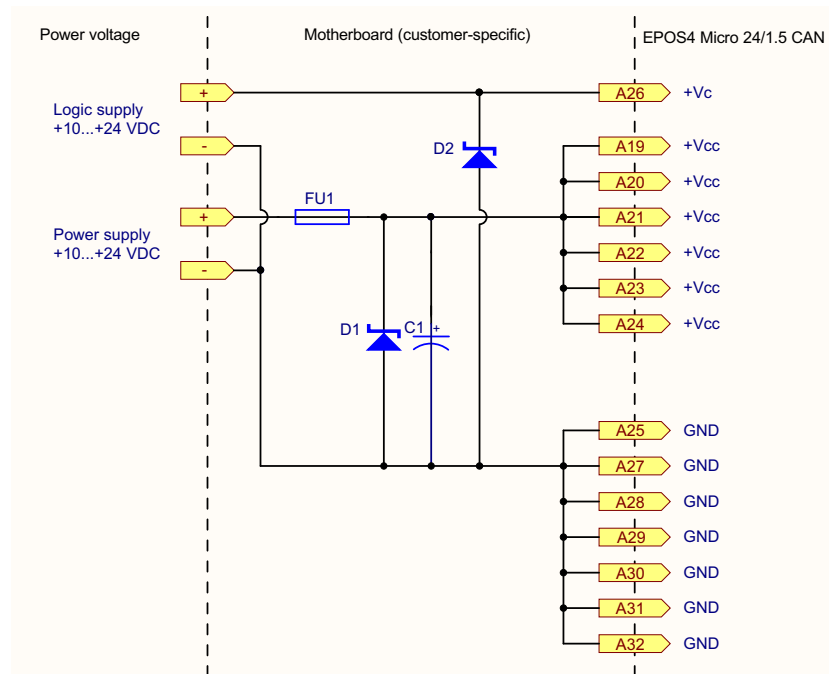 Power voltage
Motherboard (customer-specific)
EPOS4 Micro 24/1.5 CAN
+
A26
+Vc
Logic supply
+10...+24 VDC
-
D2
A19
+Vcc
A20
+Vcc
FU1
+
A21
+Vcc
Power supply
+10...+24 VDC
-
A22
+Vcc
A23
+Vcc
D1
C1
+
A24
+Vcc
A25
GND
A27
GND
A28
GND
A29
GND
A30
GND
A31
GND
A32
GND